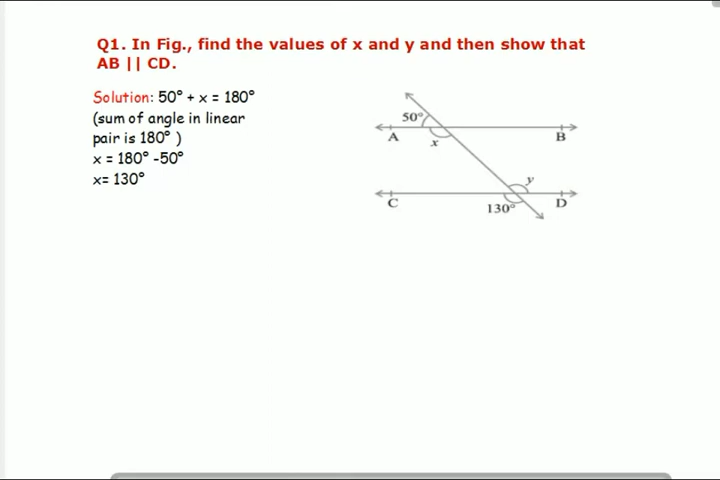 Q1. In Fig., find the values of x and y and then show that
AB || CD.
Solution: 50° + x = 180°
(sum of angle in linear
pair is 180° )
x = 180° -50°
x= 130°
50°
A
B
x
y
C
130°
D